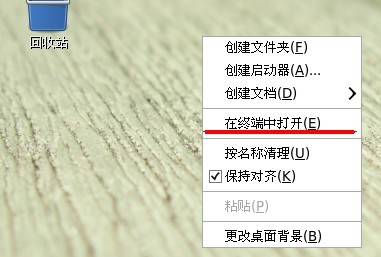 回收站
创建文件夹(F)
创建启动器(A)...
创建文档(D)
在终端中打开(E)
按名称清理(U)
保持对齐(K)
粘贴(P)
更改桌面背景(B)